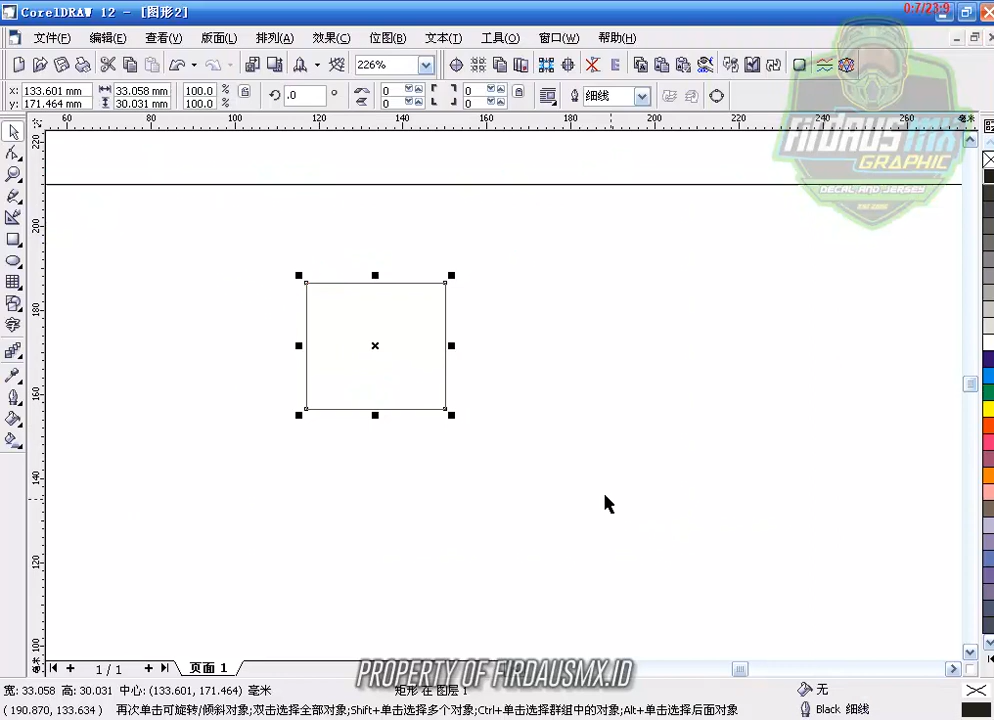 CorelDRAW 12 - [图形2]
0:7/23:9
文件(F) 编辑(E) 查看(V) 版面(L) 排列(A) 效果(C) 位图(B) 文本(T) 工具(O) 窗口(W) 帮助(H)
226%
x: 133.601 mm 33.058 mm 100.0 % .0 0 0 细线
y: 171.464 mm 30.031 mm 100.0 % 0 0
60 80 100 120 140 160 180 200 220 240 260 毫米
220
200
180
160
140
120
100
毫米
FIRDAUSMX
GRAPHIC
DECAL AND JERSEY
1/1 页面 1
PROPERTY OF FIRDAUSMX.ID
宽: 33.058 高: 30.031 中心: (133.601, 171.464) 毫米 矩形 在 图层 1 无
(190.870, 133.634) 再次单击可旋转/倾斜对象;双击选择全部对象;Shift+单击选择多个对象;Ctrl+单击选择群组中的对象;Alt+单击选择后面对象 Black 细线